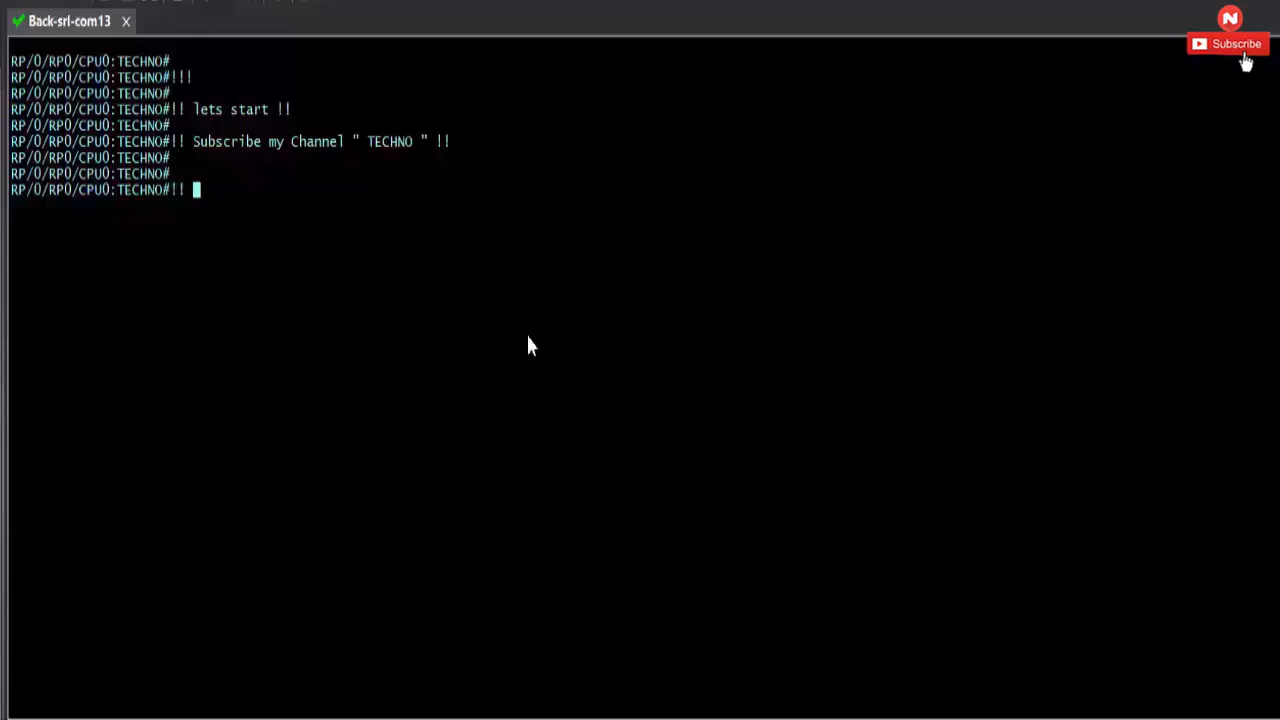 Back-srl-com13 X
N
Subscribe
RP/0/RP0/CPU0:TECHNO#
RP/0/RP0/CPU0:TECHNO#!!!
RP/0/RP0/CPU0:TECHNO#
RP/0/RP0/CPU0:TECHNO#!! lets start !!
RP/0/RP0/CPU0:TECHNO#
RP/0/RP0/CPU0:TECHNO#!! Subscribe my Channel " TECHNO " !!
RP/0/RP0/CPU0:TECHNO#
RP/0/RP0/CPU0:TECHNO#
RP/0/RP0/CPU0:TECHNO#!!